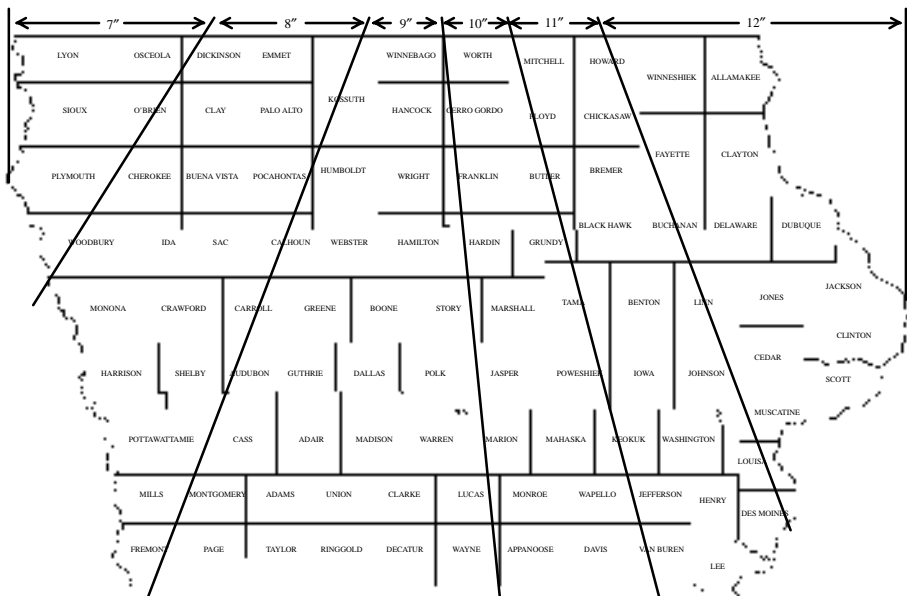 7″ 8″ 9″ 10″ 11″ 12″
LYON OSCEOLA DICKINSON EMMET WINNEBAGO WORTH MITCHELL HOWARD WINNESHIEK ALLAMAKEE
SIOUX O'BRIEN CLAY PALO ALTO KOSSUTH HANCOCK CERRO GORDO FLOYD CHICKASAW
PLYMOUTH CHEROKEE BUENA VISTA POCAHONTAS HUMBOLDT WRIGHT FRANKLIN BUTLER BREMER FAYETTE CLAYTON
WOODBURY IDA SAC CALHOUN WEBSTER HAMILTON HARDIN GRUNDY BLACK HAWK BUCHANAN DELAWARE DUBUQUE
MONONA CRAWFORD CARROLL GREENE BOONE STORY MARSHALL TAMA BENTON LINN JONES JACKSON
CLINTON
HARRISON SHELBY AUDUBON GUTHRIE DALLAS POLK JASPER POWESHIEK IOWA JOHNSON CEDAR SCOTT
MUSCATINE
POTTAWATTAMIE CASS ADAIR MADISON WARREN MARION MAHASKA KEOKUK WASHINGTON LOUISA
MILLS MONTGOMERY ADAMS UNION CLARKE LUCAS MONROE WAPELLO JEFFERSON HENRY DES MOINES
FREMONT PAGE TAYLOR RINGGOLD DECATUR WAYNE APPANOOSE DAVIS VAN BUREN LEE